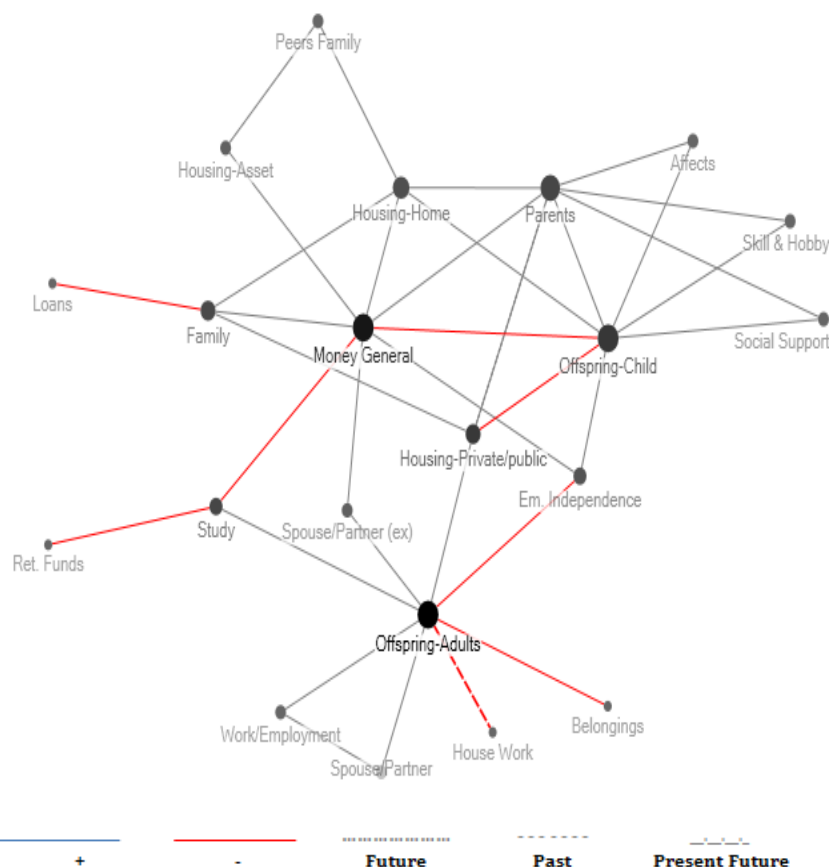 Peers Family
Housing-Asset
Affects
Housing-Home
Parents
Skill & Hobby
Loans
Family
Money General
Social Support
Offspring-Child
Housing-Private/public
Em. Independence
Study
Spouse/Partner (ex)
Ret. Funds
Offspring-Adults
Work/Employment
House Work
Belongings
Spouse/Partner
+ - Future Past Present Future